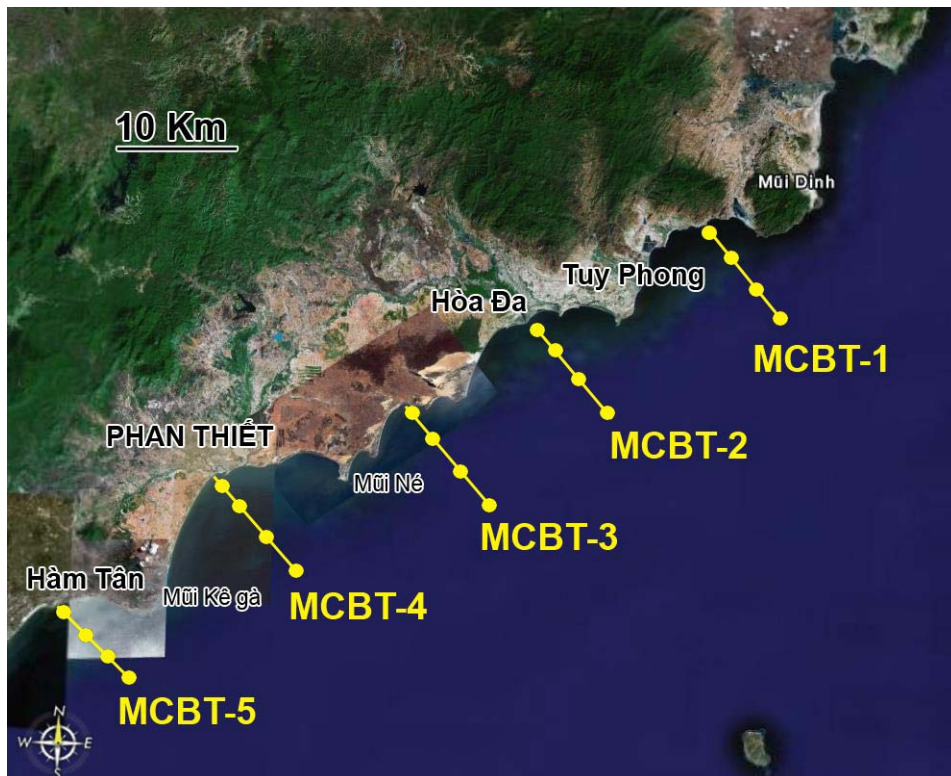 10 Km
Mũi Dinh
Tuy Phong
Hòa Đa
MCBT-1
MCBT-2
PHAN THIẾT
Mũi Né
MCBT-3
Hàm Tân
Mũi Kê gà
MCBT-4
MCBT-5
N
W
E
S